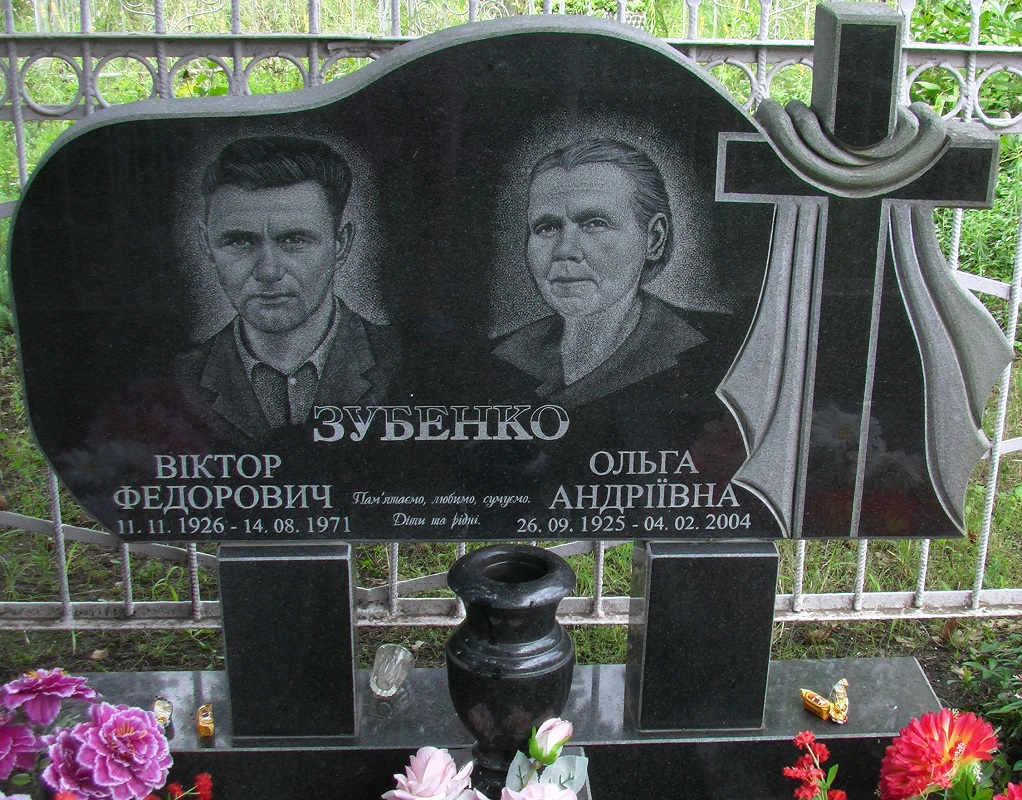 ЗУБЕНКО
ВІКТОР
ФЕДОРОВИЧ
11. 11. 1926 - 14. 08. 1971
Пам'ятаємо, любимо, сумуємо.
Діти та рідні.
ОЛЬГА
АНДРІЇВНА
26. 09. 1925 - 04. 02. 2004